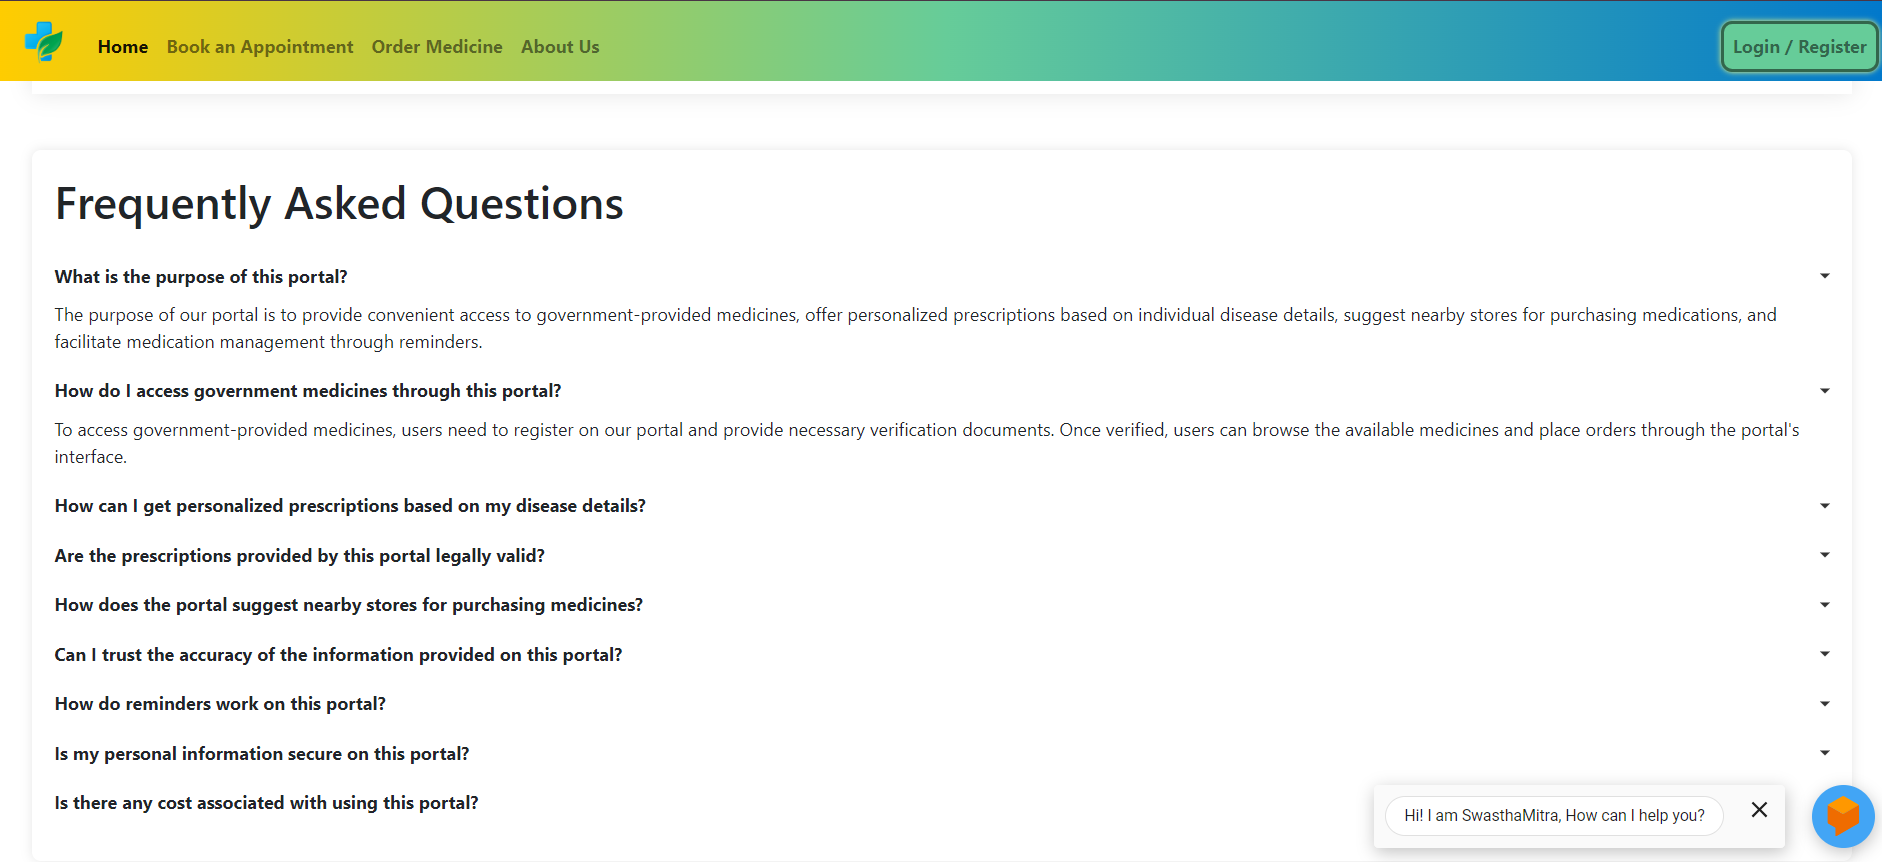 Home Book an Appointment Order Medicine About Us Login / Register
Frequently Asked Questions
What is the purpose of this portal?
The purpose of our portal is to provide convenient access to government-provided medicines, offer personalized prescriptions based on individual disease details, suggest nearby stores for purchasing medications, and
facilitate medication management through reminders.
How do I access government medicines through this portal?
To access government-provided medicines, users need to register on our portal and provide necessary verification documents. Once verified, users can browse the available medicines and place orders through the portal's
interface.
How can I get personalized prescriptions based on my disease details?
Are the prescriptions provided by this portal legally valid?
How does the portal suggest nearby stores for purchasing medicines?
Can I trust the accuracy of the information provided on this portal?
How do reminders work on this portal?
Is my personal information secure on this portal?
Is there any cost associated with using this portal?
Hi! I am SwasthaMitra, How can I help you?